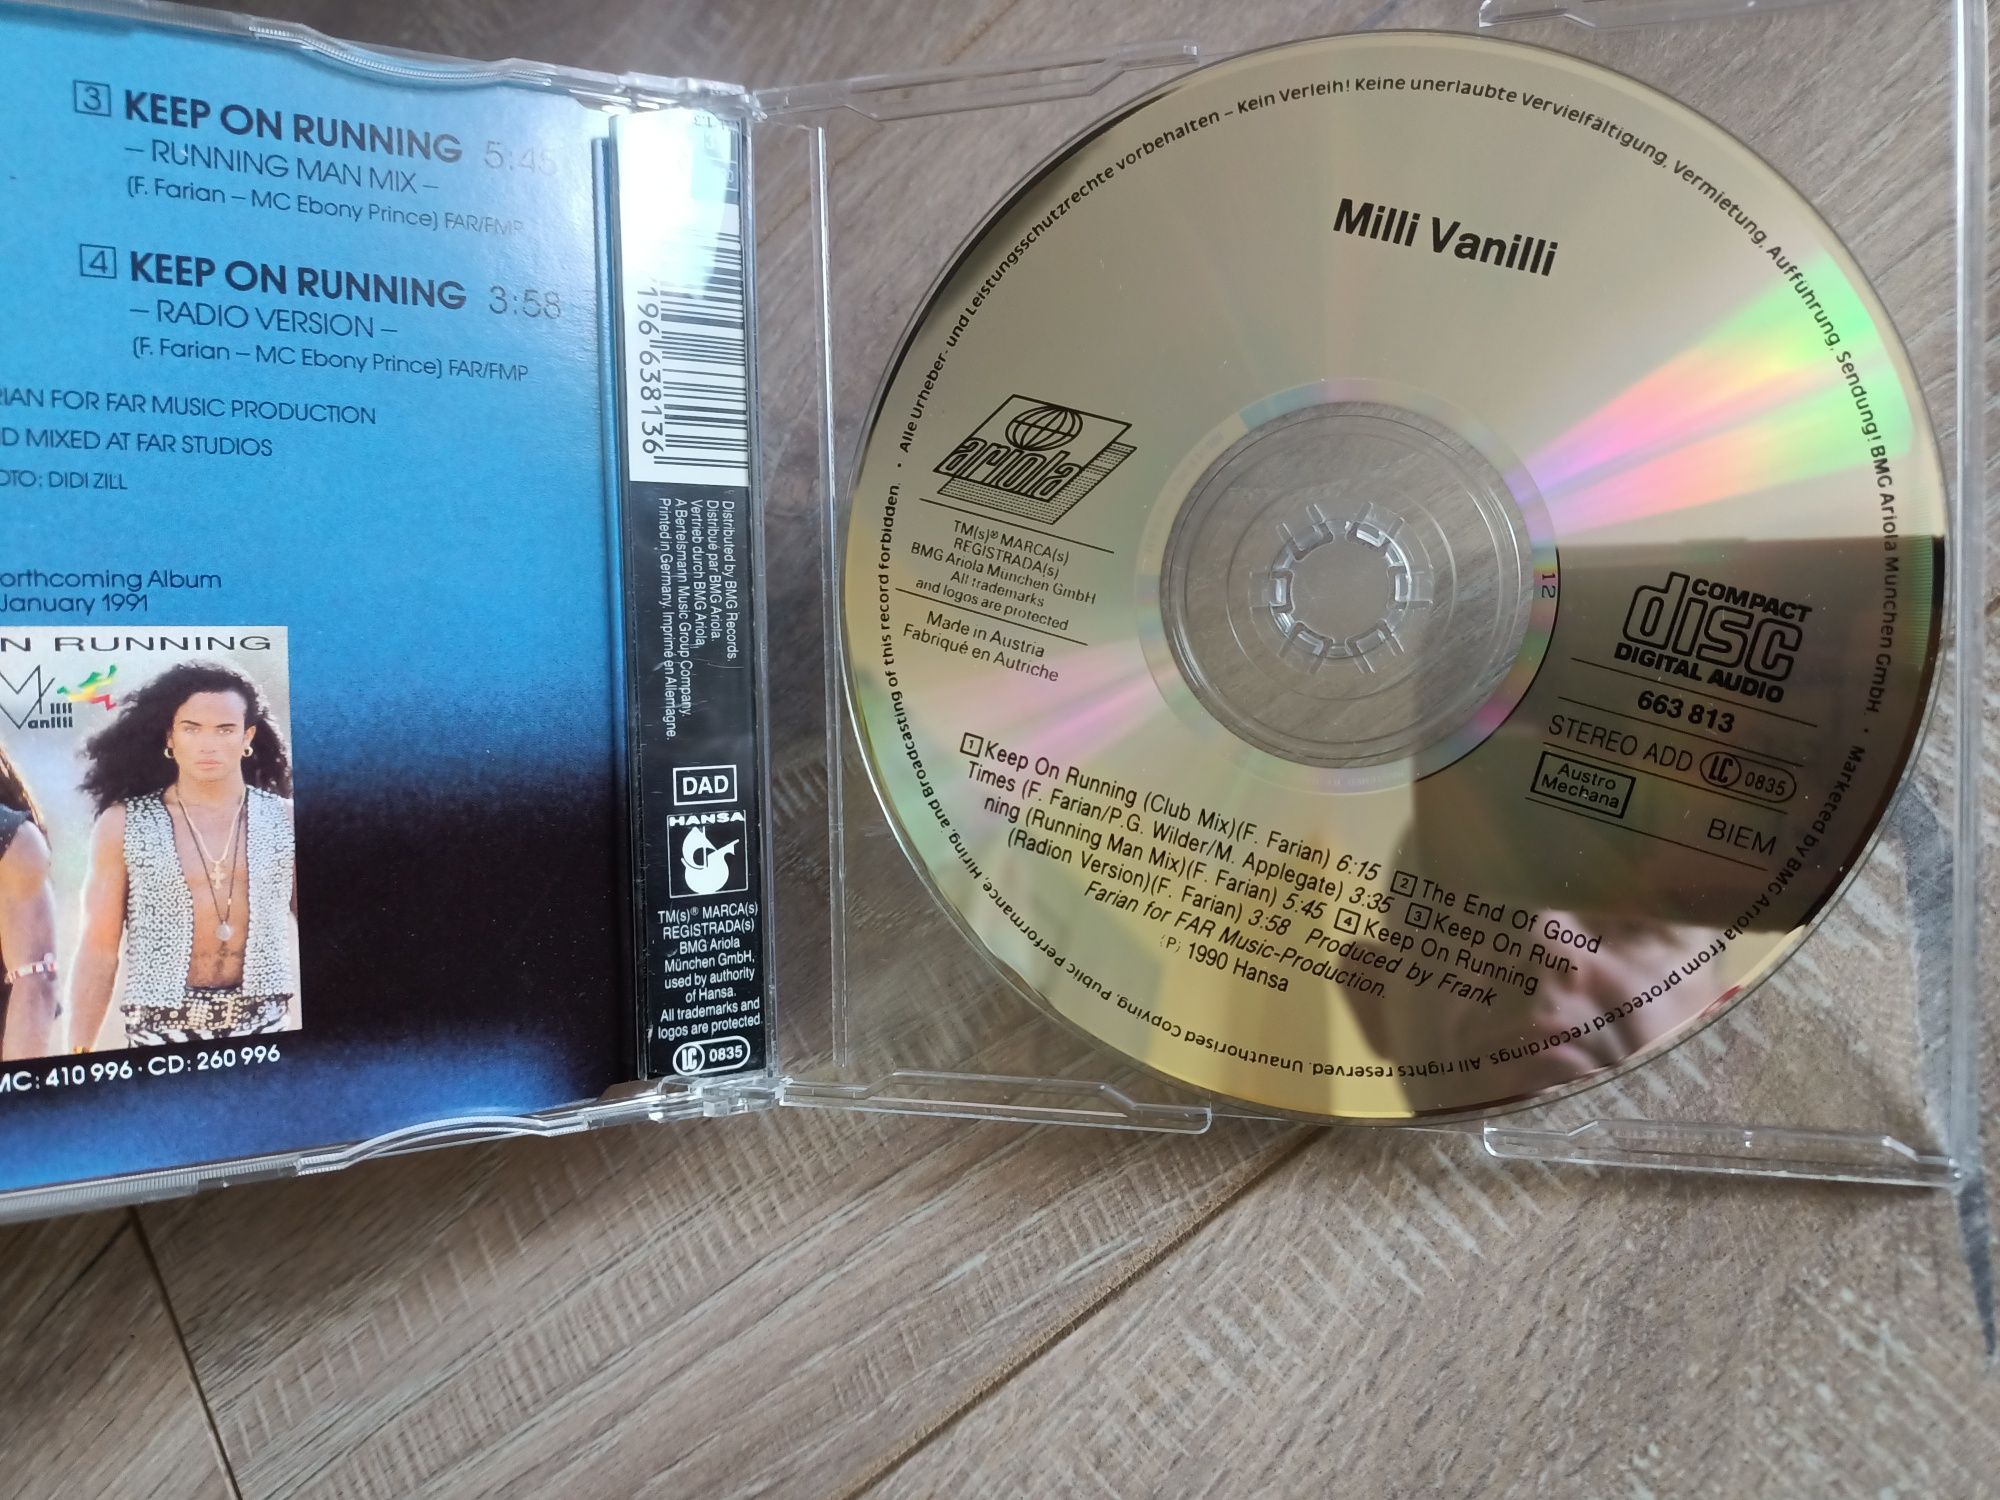 3 KEEP ON RUNNING 5:45
– RUNNING MAN MIX –
(F. Farian – MC Ebony Prince) FAR/FMP
4 KEEP ON RUNNING 3:58
– RADIO VERSION –
(F. Farian – MC Ebony Prince) FAR/FMP
FOR FAR MUSIC PRODUCTION
MIXED AT FAR STUDIOS
DIDI ZILL
Album
January 1991
RUNNING
Milli
Vanilli
MC: 410 996 · CD: 260 996
196 638136
Distributed by BMG Records.
Distribué par BMG Ariola.
Vertrieb durch BMG Ariola.
A Bertelsmann Music Group Company.
Printed in Germany. Imprimé en Allemagne.
DAD
HANSA
TM(s)® MARCA(s)
REGISTRADA(s)
BMG Ariola
München GmbH,
used by authority
of Hansa.
All trademarks and
logos are protected.
LC 0835
Milli Vanilli
ariola
TM(s)® MARCA(s)
REGISTRADA(s)
BMG Ariola München GmbH
All trademarks
and logos are protected
Made in Austria
Fabriqué en Autriche
12
COMPACT
disc
DIGITAL AUDIO
663 813
STEREO ADD LC 0835
Austro
Mechana
BIEM
1 Keep On Running (Club Mix)(F. Farian) 6:15 2 The End Of Good
Times (F. Farian/P.G. Wilder/M. Applegate) 3:35 3 Keep On Run-
ning (Running Man Mix)(F. Farian) 5:45 4 Keep On Running
(Radion Version)(F. Farian) 3:58 Produced by Frank
Farian for FAR Music-Production.
(P) 1990 Hansa
Alle Urheber- und Leistungsschutzrechte vorbehalten – Kein Verleih! Keine unerlaubte Vervielfältigung, Vermietung, Aufführung, Sendung! BMG Ariola München GmbH. • Marketed by BMG Ariola from protected recordings. All rights reserved. Unauthorised Copying, Public Performance, Hiring, and Broadcasting of this record forbidden. •